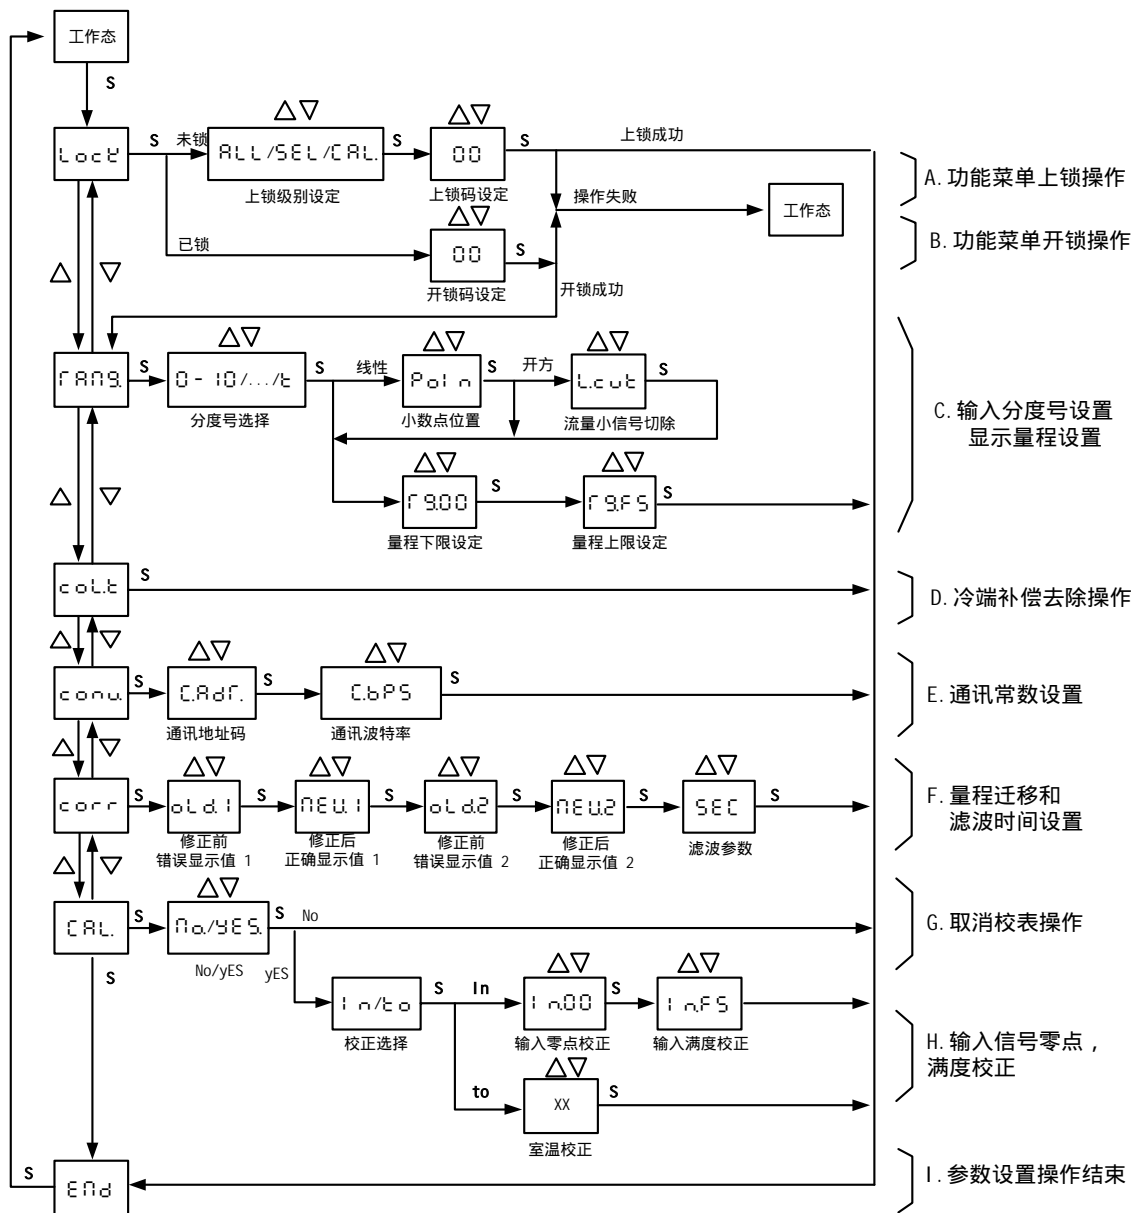 工作态
S
Lock
S
未锁
ALL/SEL/CAL.
上锁级别设定
S
00
上锁码设定
S
上锁成功
操作失败
工作态
已锁
00
开锁码设定
S
开锁成功
A. 功能菜单上锁操作
B. 功能菜单开锁操作
rANg.
S
0-10/.../t
分度号选择
S
线性
PoIn
小数点位置
S
开方
L.cut
流量小信号切除
S
rg.00
量程下限设定
S
rg.FS
量程上限设定
S
C. 输入分度号设置
显示量程设置
coL.t
S
D. 冷端补偿去除操作
conu.
S
C.Adr.
通讯地址码
S
C.bPS
通讯波特率
S
E. 通讯常数设置
corr
S
oLd.1
修正前
错误显示值 1
S
nEU.1
修正后
正确显示值 1
S
oLd.2
修正前
错误显示值 2
S
nEU.2
修正后
正确显示值 2
S
SEC
滤波参数
S
F. 量程迁移和
滤波时间设置
CAL.
S
no./YES.
No/yES
S
No
yES
G. 取消校表操作
S
In/to
校正选择
S
In
In.00
输入零点校正
S
In.FS
输入满度校正
to
XX
室温校正
S
H. 输入信号零点，
满度校正
S
End
I. 参数设置操作结束